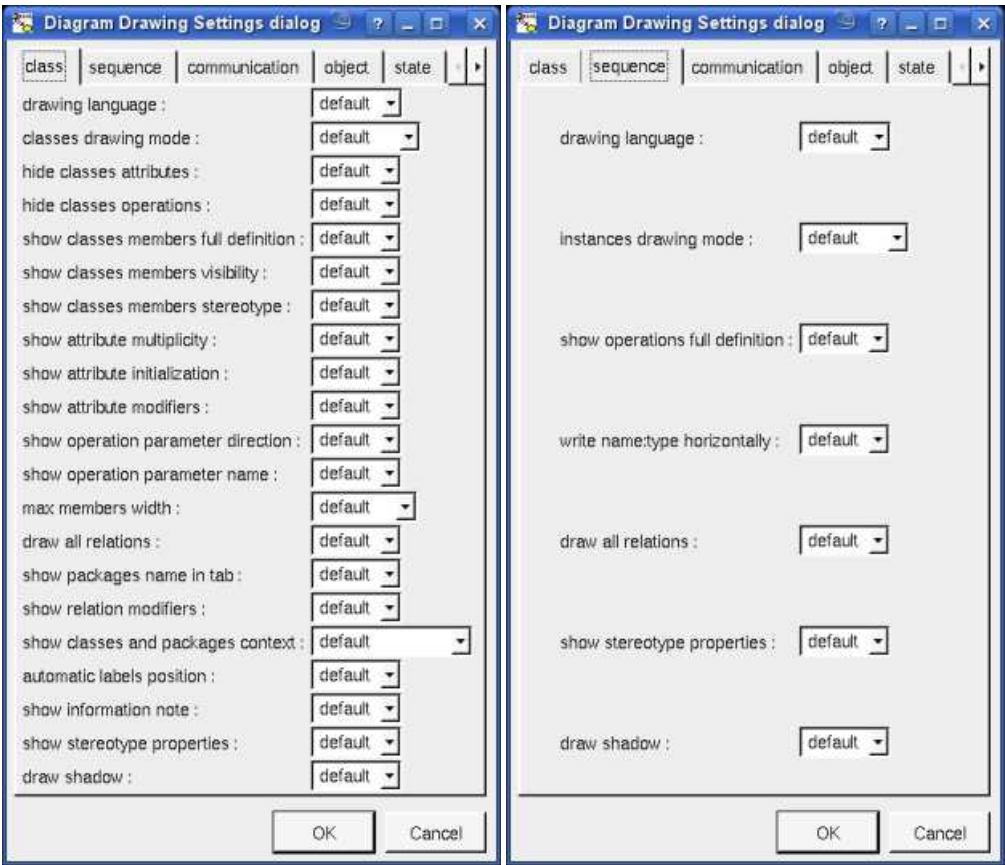 Diagram Drawing Settings dialog
class sequence communication object state
drawing language : default
classes drawing mode : default
hide classes attributes : default
hide classes operations : default
show classes members full definition : default
show classes members visibility : default
show classes members stereotype : default
show attribute multiplicity : default
show attribute initialization : default
show attribute modifiers : default
show operation parameter direction : default
show operation parameter name : default
max members width : default
draw all relations : default
show packages name in tab : default
show relation modifiers : default
show classes and packages context : default
automatic labels position : default
show information note : default
show stereotype properties : default
draw shadow : default
OK Cancel
Diagram Drawing Settings dialog
class sequence communication object state
drawing language : default
instances drawing mode : default
show operations full definition : default
write name:type horizontally : default
draw all relations : default
show stereotype properties : default
draw shadow : default
OK Cancel